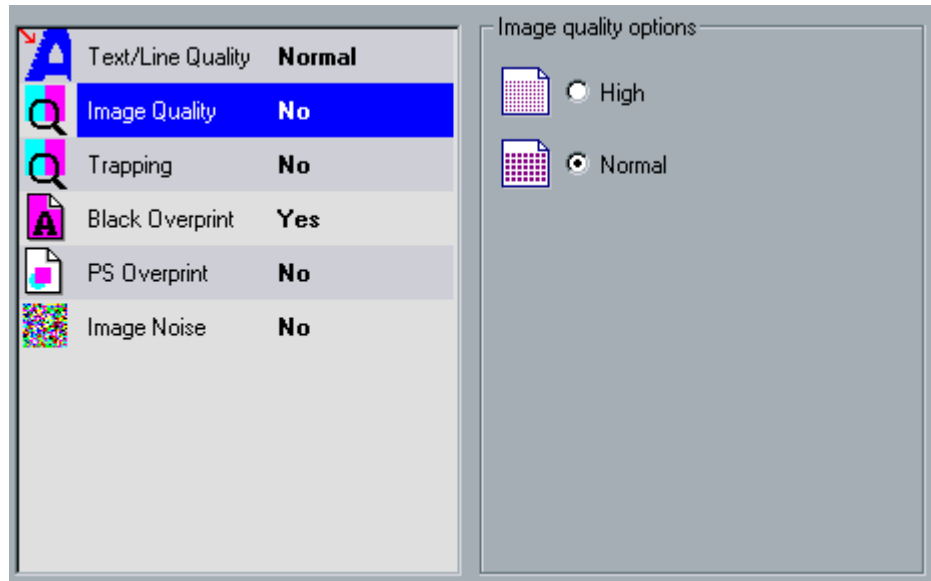 Text/Line Quality Normal
Image Quality No
Trapping No
Black Overprint Yes
PS Overprint No
Image Noise No
Image quality options
High
Normal